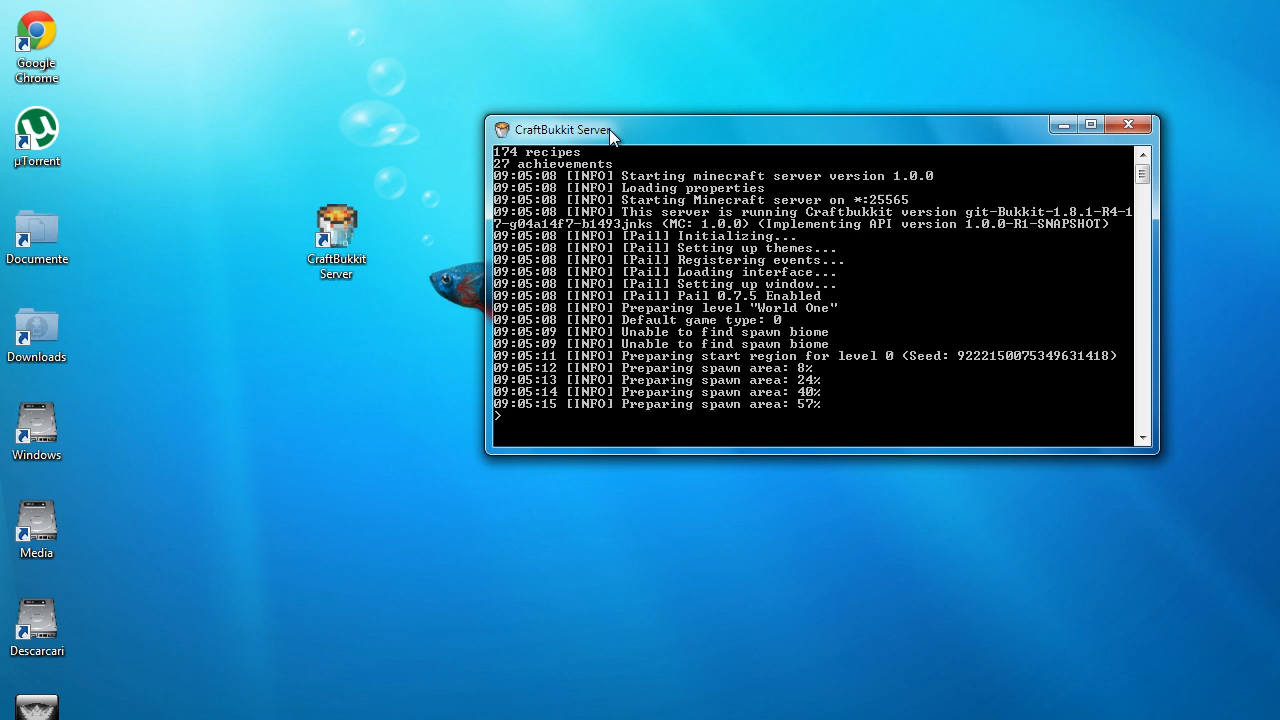 Google
Chrome
µTorrent
Documente
Downloads
Windows
Media
Descarcari
CraftBukkit
Server
CraftBukkit Server
174 recipes
27 achievements
09:05:08 [INFO] Starting minecraft server version 1.0.0
09:05:08 [INFO] Loading properties
09:05:08 [INFO] Starting Minecraft server on *:25565
09:05:08 [INFO] This server is running Craftbukkit version git-Bukkit-1.8.1-R4-1
7-g04a14f7-b1493jnks (MC: 1.0.0) (Implementing API version 1.0.0-R1-SNAPSHOT)
09:05:08 [INFO] [Pail] Initializing...
09:05:08 [INFO] [Pail] Setting up themes...
09:05:08 [INFO] [Pail] Registering events...
09:05:08 [INFO] [Pail] Loading interface...
09:05:08 [INFO] [Pail] Setting up window...
09:05:08 [INFO] [Pail] Pail 0.7.5 Enabled
09:05:08 [INFO] Preparing level "World One"
09:05:08 [INFO] Default game type: 0
09:05:09 [INFO] Unable to find spawn biome
09:05:09 [INFO] Unable to find spawn biome
09:05:11 [INFO] Preparing start region for level 0 (Seed: 9222150075349631418)
09:05:12 [INFO] Preparing spawn area: 8%
09:05:13 [INFO] Preparing spawn area: 24%
09:05:14 [INFO] Preparing spawn area: 40%
09:05:15 [INFO] Preparing spawn area: 57%
>